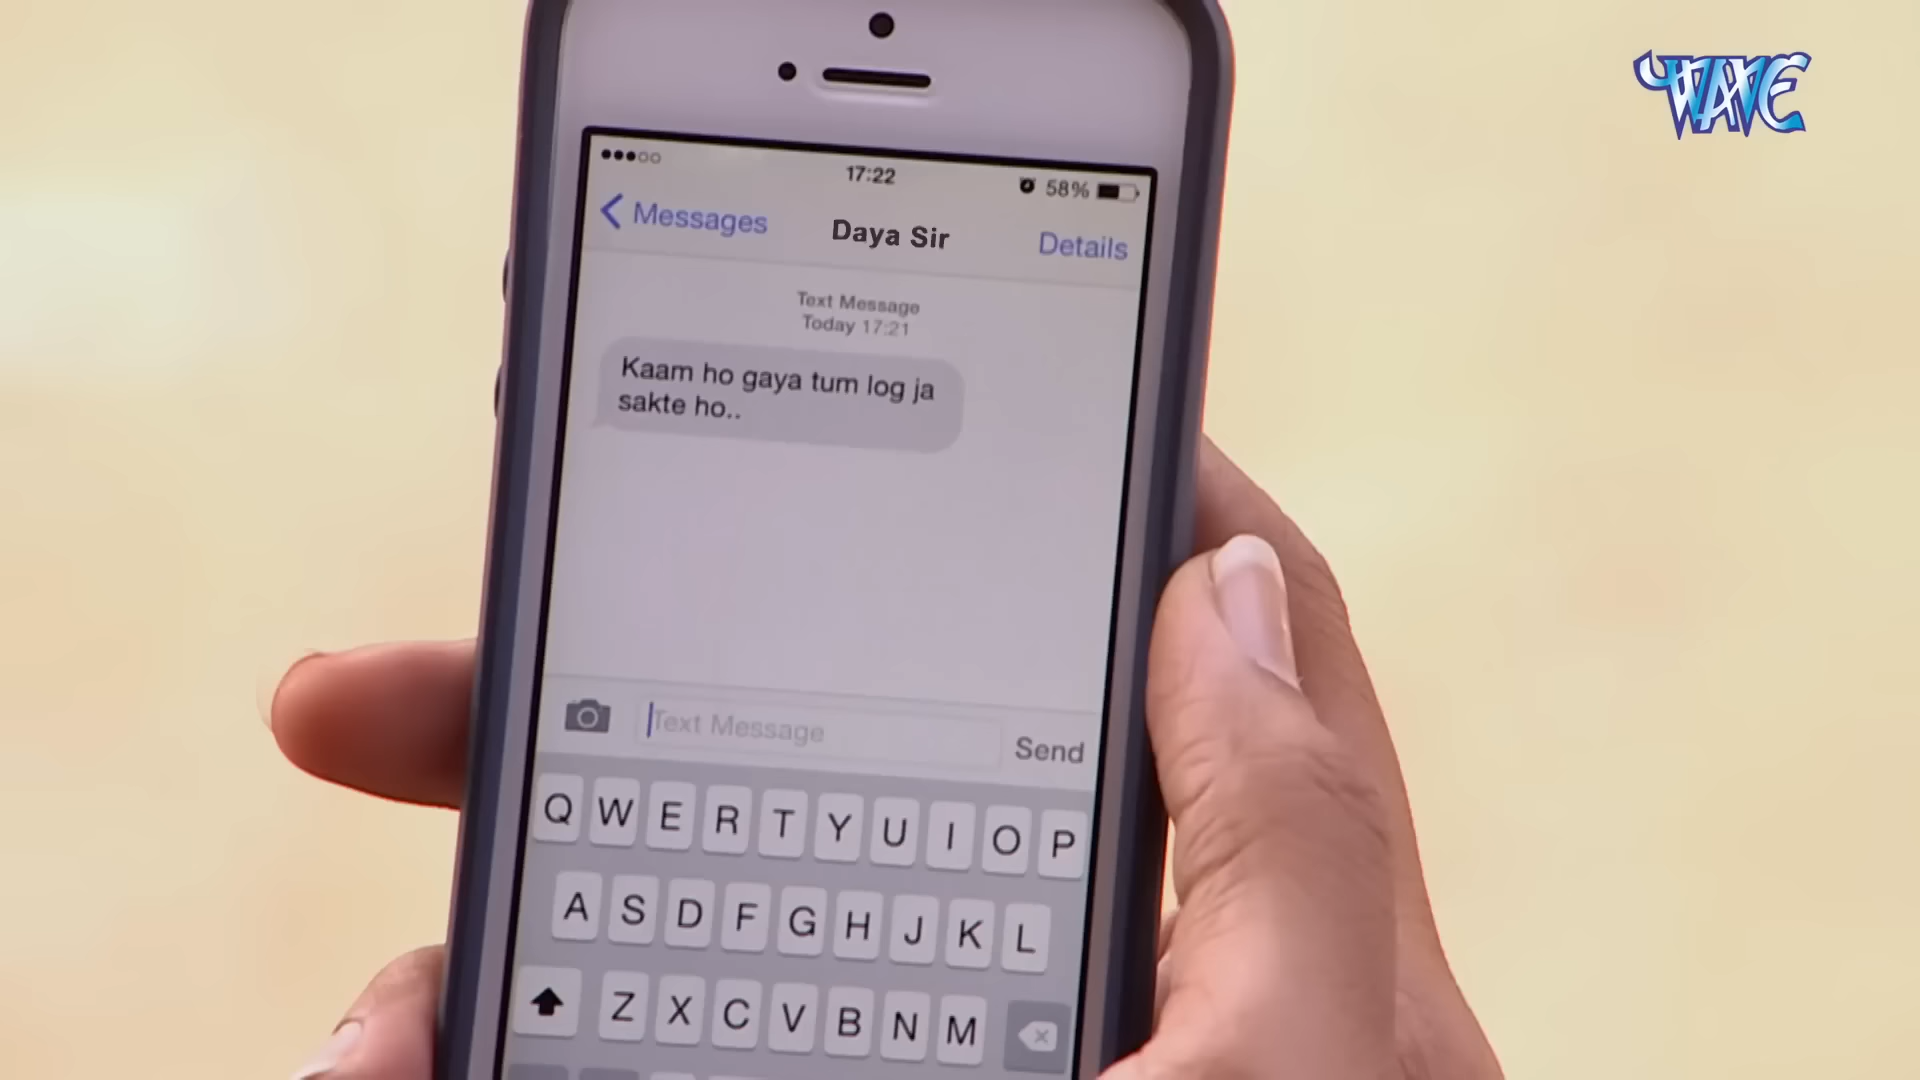 WAVE
17:22
58%
Messages
Daya Sir
Details
Text Message
Today 17:21
Kaam ho gaya tum log ja
sakte ho..
Text Message
Send
Q W E R T Y U I O P
A S D F G H J K L
Z X C V B N M